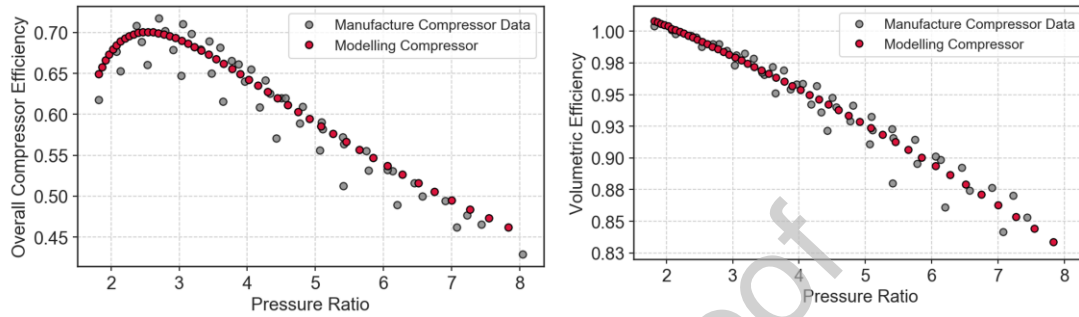 Overall Compressor Efficiency
0.70
0.65
0.60
0.55
0.50
0.45
Manufacture Compressor Data
Modelling Compressor
2 3 4 5 6 7 8
Pressure Ratio
Volumetric Efficiency
1.00
0.98
0.95
0.93
0.90
0.88
0.85
0.83
Manufacture Compressor Data
Modelling Compressor
2 3 4 5 6 7 8
Pressure Ratio
oof